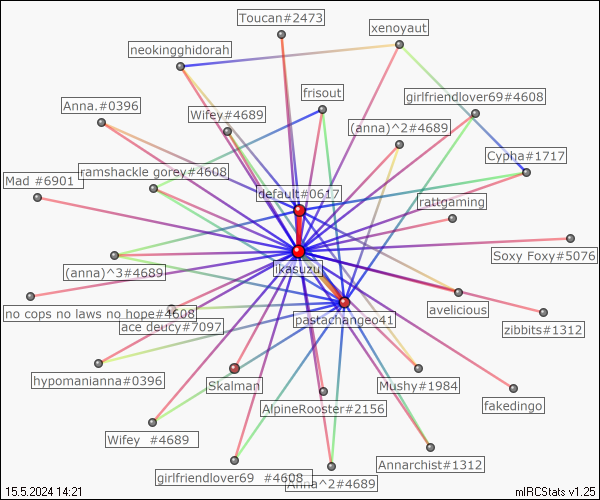 Toucan#2473
xenoyaut
neokingghidorah
frisout
girlfriendlover69#4608
Anna.#0396
Wifey#4689
(anna)^2#4689
Cypha#1717
ramshackle gorey#4608
Mad #6901
default#0617
rattgaming
Soxy Foxy#5076
(anna)^3#4689
ikasuzu
no cops no laws no hope#4608
avelicious
pastachangeo41
ace deucy#7097
zibbits#1312
hypomanianna#0396
Skalman
Mushy#1984
fakedingo
AlpineRooster#2156
Wifey  #4689
Annarchist#1312
girlfriendlover69  #4608
Anna^2#4689
15.5.2024 14:21
mIRCStats v1.25